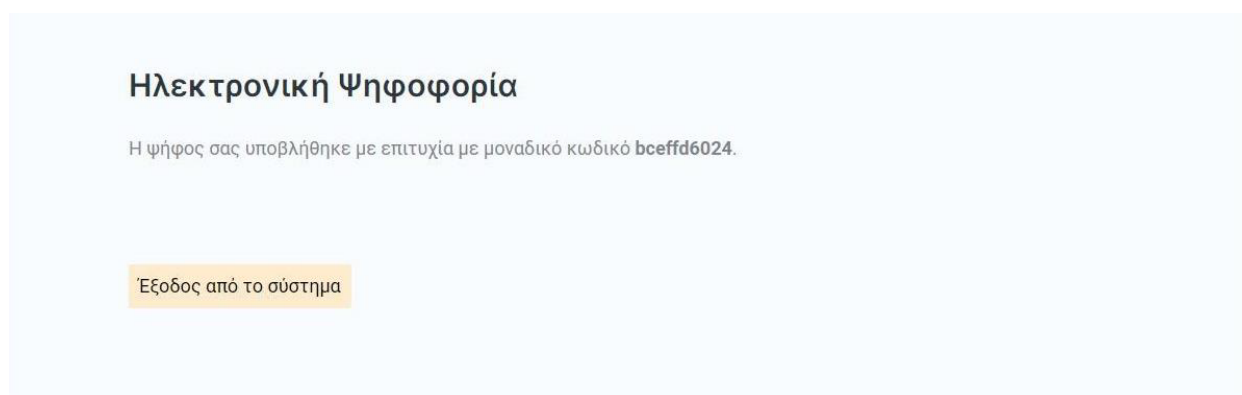 Ηλεκτρονική Ψηφοφορία
Η ψήφος σας υποβλήθηκε με επιτυχία με μοναδικό κωδικό bceffd6024.
Έξοδος από το σύστημα